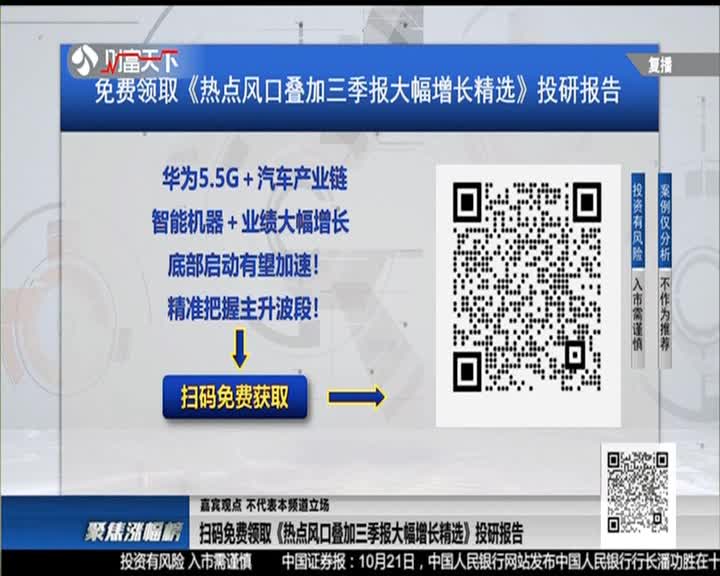 财富天下
复播
免费领取《热点风口叠加三季报大幅增长精选》投研报告
华为5.5G+汽车产业链
智能机器+业绩大幅增长
底部启动有望加速!
精准把握主升波段!
扫码免费获取
投资有风险 入市需谨慎
案例仅分析 不作为推荐
嘉宾观点 不代表本频道立场
聚焦涨幅榜
扫码免费领取《热点风口叠加三季报大幅增长精选》投研报告
投资有风险 入市需谨慎 中国证券报:10月21日,中国人民银行网站发布中国人民银行行长潘功胜在十